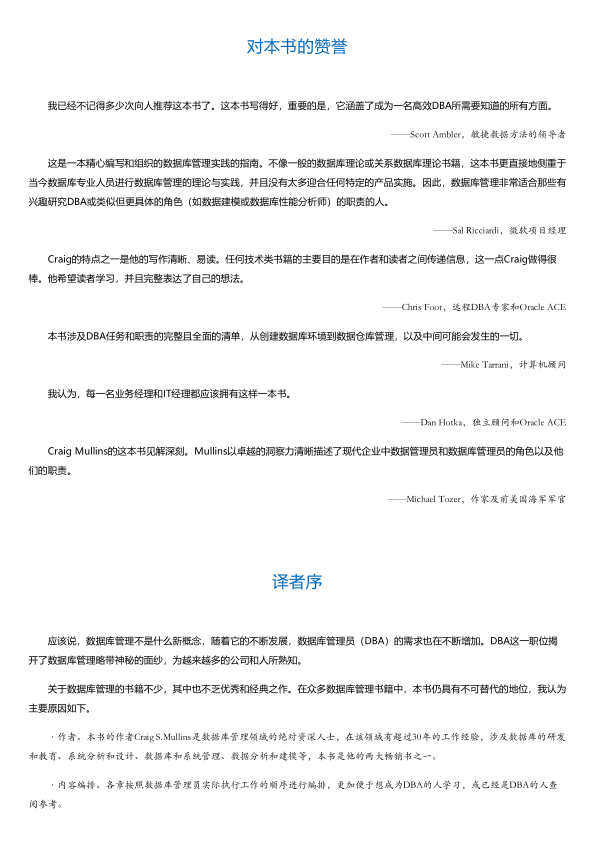 对本书的赞誉
我已经不记得多少次向人推荐这本书了。这本书写得好，重要的是，它涵盖了成为一名高效DBA所需要知道的所有方面。
——Scott Ambler，敏捷数据方法的领导者
这是一本精心编写和组织的数据库管理实践的指南。不像一般的数据库理论或关系数据库理论书籍，这本书更直接地侧重于
当今数据库专业人员进行数据库管理的理论与实践，并且没有太多迎合任何特定的产品实施。因此，数据库管理非常适合那些有
兴趣研究DBA或类似但更具体的角色（如数据建模或数据库性能分析师）的职责的人。
——Sal Ricciardi，微软项目经理
Craig的特点之一是他的写作清晰、易读。任何技术类书籍的主要目的是在作者和读者之间传递信息，这一点Craig做得很
棒。他希望读者学习，并且完整表达了自己的想法。
——Chris Foot，远程DBA专家和Oracle ACE
本书涉及DBA任务和职责的完整且全面的清单，从创建数据库环境到数据仓库管理，以及中间可能会发生的一切。
——Mike Tarrani，计算机顾问
我认为，每一名业务经理和IT经理都应该拥有这样一本书。
——Dan Hotka，独立顾问和Oracle ACE
Craig Mullins的这本书见解深刻。Mullins以卓越的洞察力清晰描述了现代企业中数据管理员和数据库管理员的角色以及他
们的职责。
——Michael Tozer，作家及前美国海军军官
译者序
应该说，数据库管理不是什么新概念，随着它的不断发展，数据库管理员（DBA）的需求也在不断增加。DBA这一职位揭
开了数据库管理略带神秘的面纱，为越来越多的公司和人所熟知。
关于数据库管理的书籍不少，其中也不乏优秀和经典之作。在众多数据库管理书籍中，本书仍具有不可替代的地位，我认为
主要原因如下。
·作者。本书的作者Craig S.Mullins是数据库管理领域的绝对资深人士，在该领域有超过30年的工作经验，涉及数据库的研发
和教育、系统分析和设计、数据库和系统管理、数据分析和建模等，本书是他的两大畅销书之一。
·内容编排。各章按照数据库管理员实际执行工作的顺序进行编排，更加便于想成为DBA的人学习，或已经是DBA的人查
阅参考。